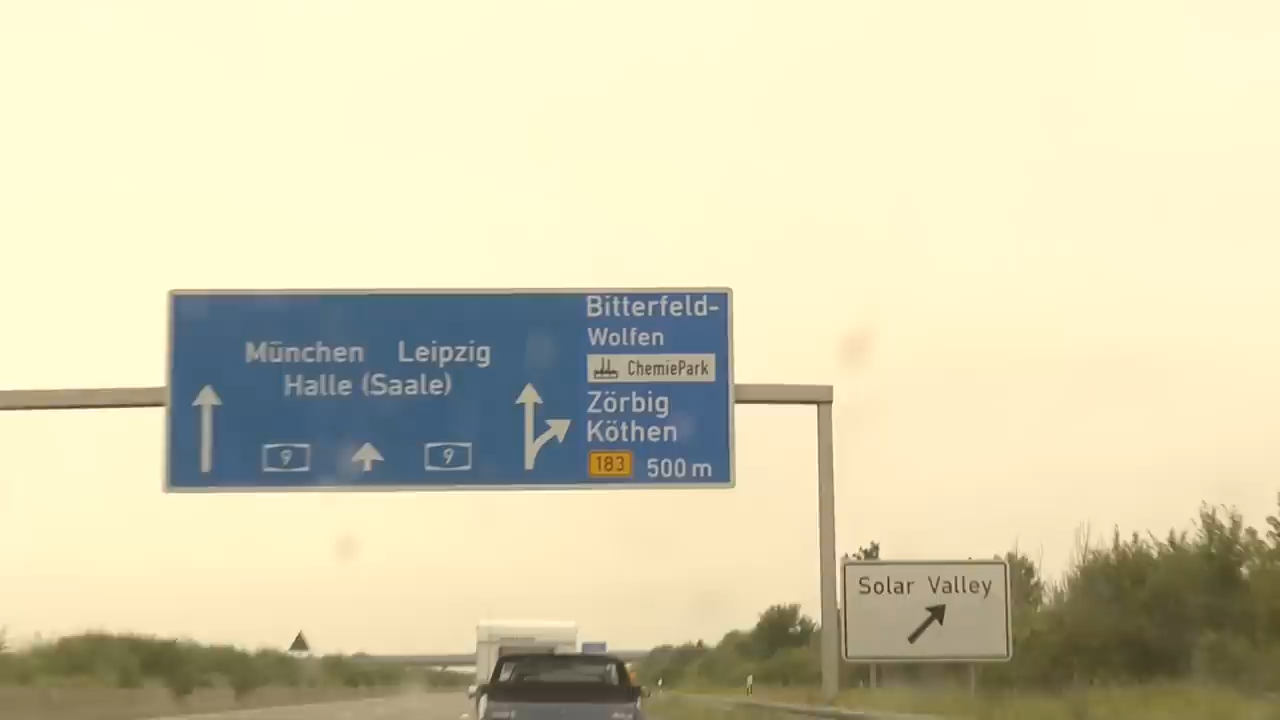 München Leipzig
Halle (Saale)
9
9
Bitterfeld-
Wolfen
ChemiePark
Zörbig
Köthen
183 500 m
Solar Valley